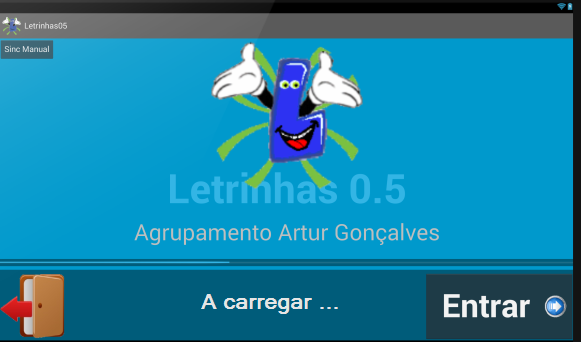 Letrinhas05
Sinc Manual
Letrinhas 0.5
Agrupamento Artur Gonçalves
A carregar ...
Entrar